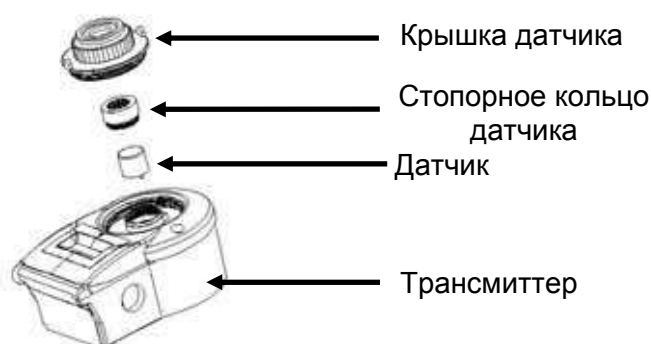 Крышка датчика
Стопорное кольцо
датчика
Датчик
Трансмиттер